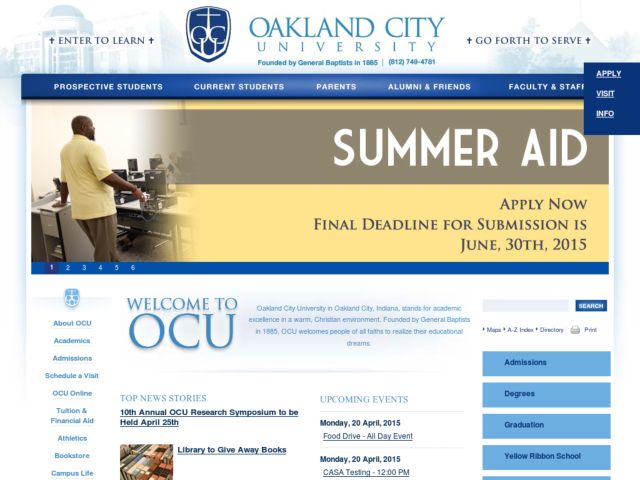 ✝ ENTER TO LEARN ✝
OCU
OAKLAND CITY
UNIVERSITY
Founded by General Baptists in 1885 | (812) 749-4781
✝ GO FORTH TO SERVE ✝
APPLY
VISIT
INFO
PROSPECTIVE STUDENTS CURRENT STUDENTS PARENTS ALUMNI & FRIENDS FACULTY & STAFF
SUMMER AID
APPLY NOW
FINAL DEADLINE FOR SUBMISSION IS
JUNE, 30TH, 2015
1 2 3 4 5 6
About OCU
Academics
Admissions
Schedule a Visit
OCU Online
Tuition &
Financial Aid
Athletics
Bookstore
Campus Life
WELCOME TO
OCU
Oakland City University in Oakland City, Indiana, stands for academic
excellence in a warm, Christian environment. Founded by General Baptists
in 1885, OCU welcomes people of all faiths to realize their educational
dreams.
TOP NEWS STORIES
10th Annual OCU Research Symposium to be
Held April 25th
Library to Give Away Books
UPCOMING EVENTS
Monday, 20 April, 2015
Food Drive - All Day Event
Monday, 20 April, 2015
CASA Testing - 12:00 PM
SEARCH
Maps A-Z Index Directory Print
Admissions
Degrees
Graduation
Yellow Ribbon School